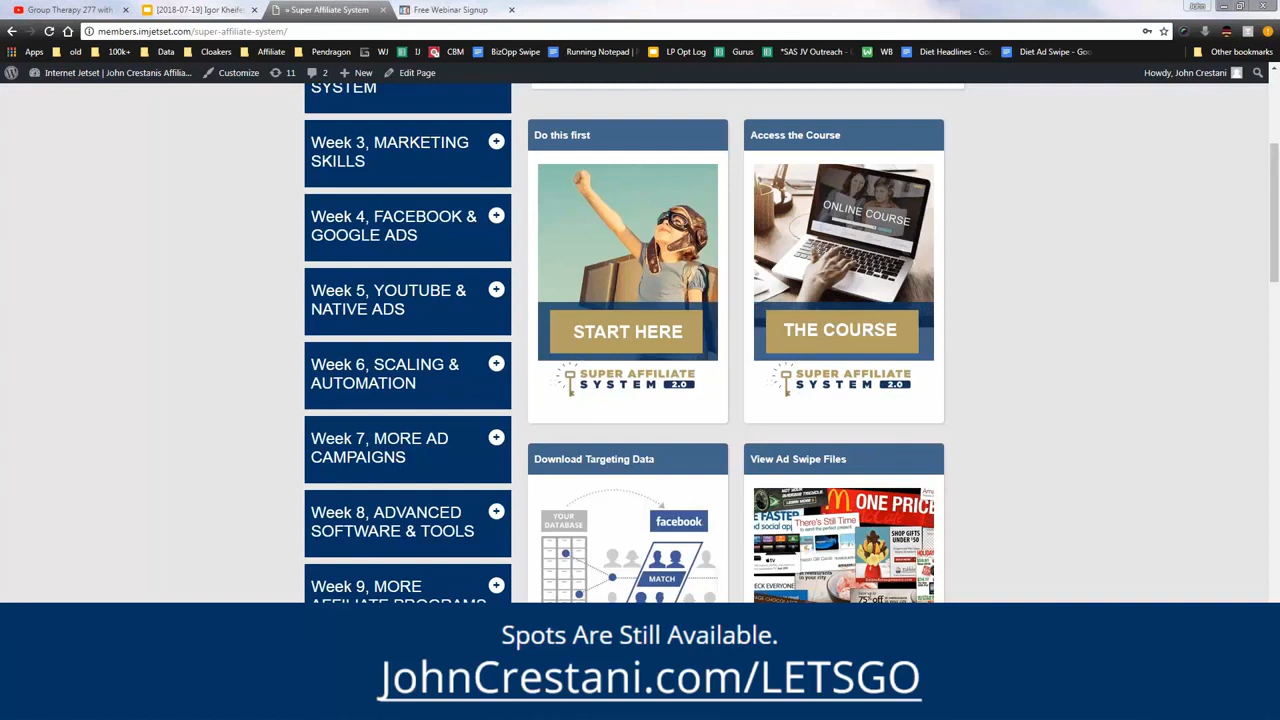 Group Therapy 277 with
[2018-07-19] Igor Kheife
» Super Affiliate System
Free Webinar Signup
John
members.imjetset.com/super-affiliate-system/
Apps
old
100k+
Data
Cloakers
Affiliate
Pendragon
WJ
IJ
CBM
BizOpp Swipe
Running Notepad
LP Opt Log
Gurus
*SAS JV Outreach - G
WB
Diet Headlines - Go
Diet Ad Swipe - Goo
Other bookmarks
Internet Jetset | John Crestanis Affilia...
Customize
11
2
New
Edit Page
Howdy, John Crestani
SYSTEM
Week 3, MARKETING
SKILLS
Week 4, FACEBOOK &
GOOGLE ADS
Week 5, YOUTUBE &
NATIVE ADS
Week 6, SCALING &
AUTOMATION
Week 7, MORE AD
CAMPAIGNS
Week 8, ADVANCED
SOFTWARE & TOOLS
Week 9, MORE
AFFILIATE PROGRAMS
Do this first
START HERE
SUPER AFFILIATE
SYSTEM 2.0
Access the Course
ONLINE COURSE
THE COURSE
SUPER AFFILIATE
SYSTEM 2.0
Download Targeting Data
YOUR
DATABASE
facebook
MATCH
View Ad Swipe Files
ONE PRICE
There's Still Time
SHOP GIFTS
UNDER $50
75% off
Spots Are Still Available.
JohnCrestani.com/LETSGO